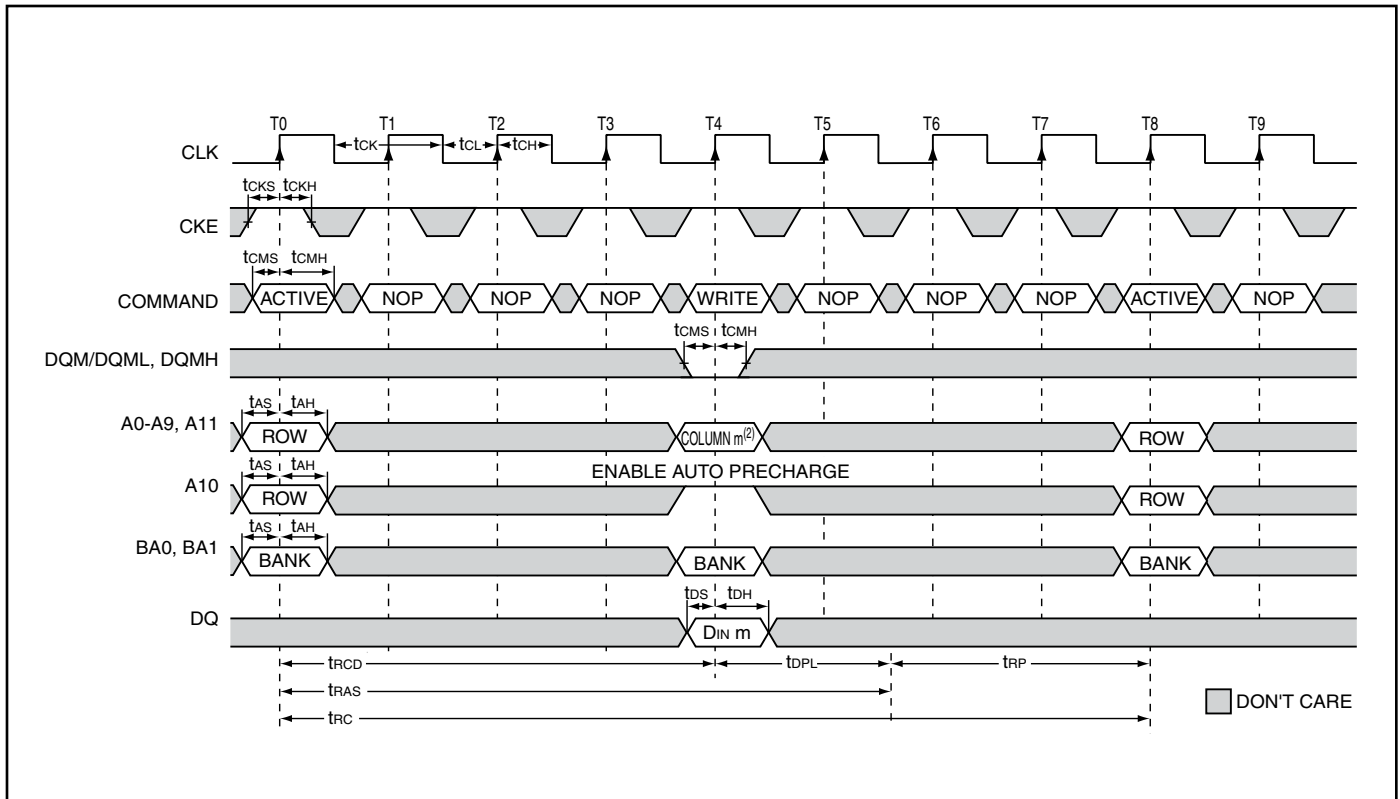 T0 T1 T2 T3 T4 T5 T6 T7 T8 T9
CLK tCK tCL tCH
tCKS tCKH
CKE
tCMS tCMH
COMMAND ACTIVE NOP NOP NOP WRITE NOP NOP NOP ACTIVE NOP
tCMS tCMH
DQM/DQML, DQMH
tAS tAH
A0-A9, A11 ROW COLUMN m(2) ROW
tAS tAH ENABLE AUTO PRECHARGE
A10 ROW ROW
tAS tAH
BA0, BA1 BANK BANK BANK
tDS tDH
DQ DIN m
tRCD tDPL tRP
tRAS
DON'T CARE
tRC